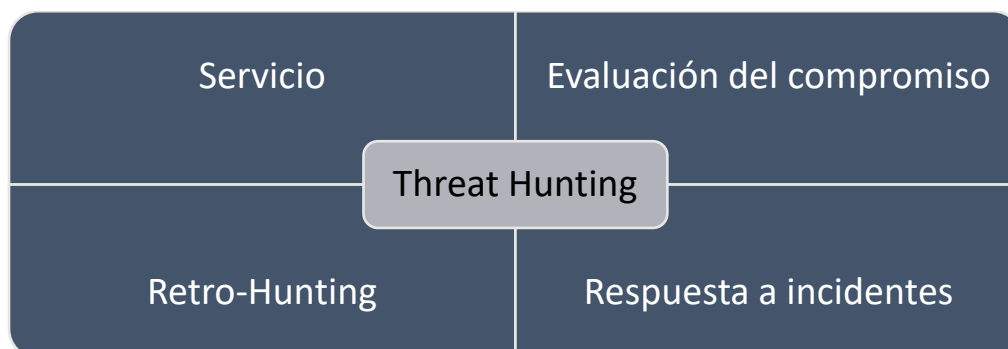 Servicio
Evaluación del compromiso
Threat Hunting
Retro-Hunting
Respuesta a incidentes